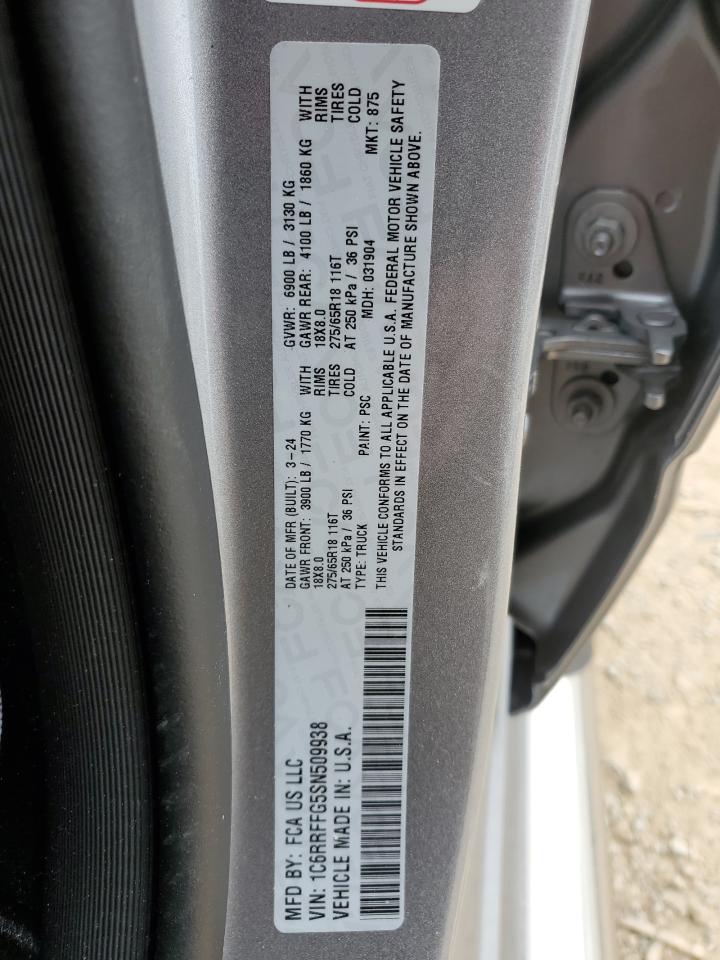 MFD BY: FCA US LLC
VIN: 1C6RRFFG5SN509938
VEHICLE MADE IN: U.S.A.
DATE OF MFR (BUILT): 3-24 GVWR: 6900 LB / 3130 KG
GAWR FRONT: 3900 LB / 1770 KG WITH GAWR REAR: 4100 LB / 1860 KG WITH
18X8.0 RIMS 18X8.0 RIMS
275/65R18 116T TIRES 275/65R18 116T TIRES
AT 250 kPa / 36 PSI COLD AT 250 kPa / 36 PSI COLD
TYPE: TRUCK PAINT: PSC MDH: 031904 MKT: 875
THIS VEHICLE CONFORMS TO ALL APPLICABLE U.S.A. FEDERAL MOTOR VEHICLE SAFETY
STANDARDS IN EFFECT ON THE DATE OF MANUFACTURE SHOWN ABOVE.